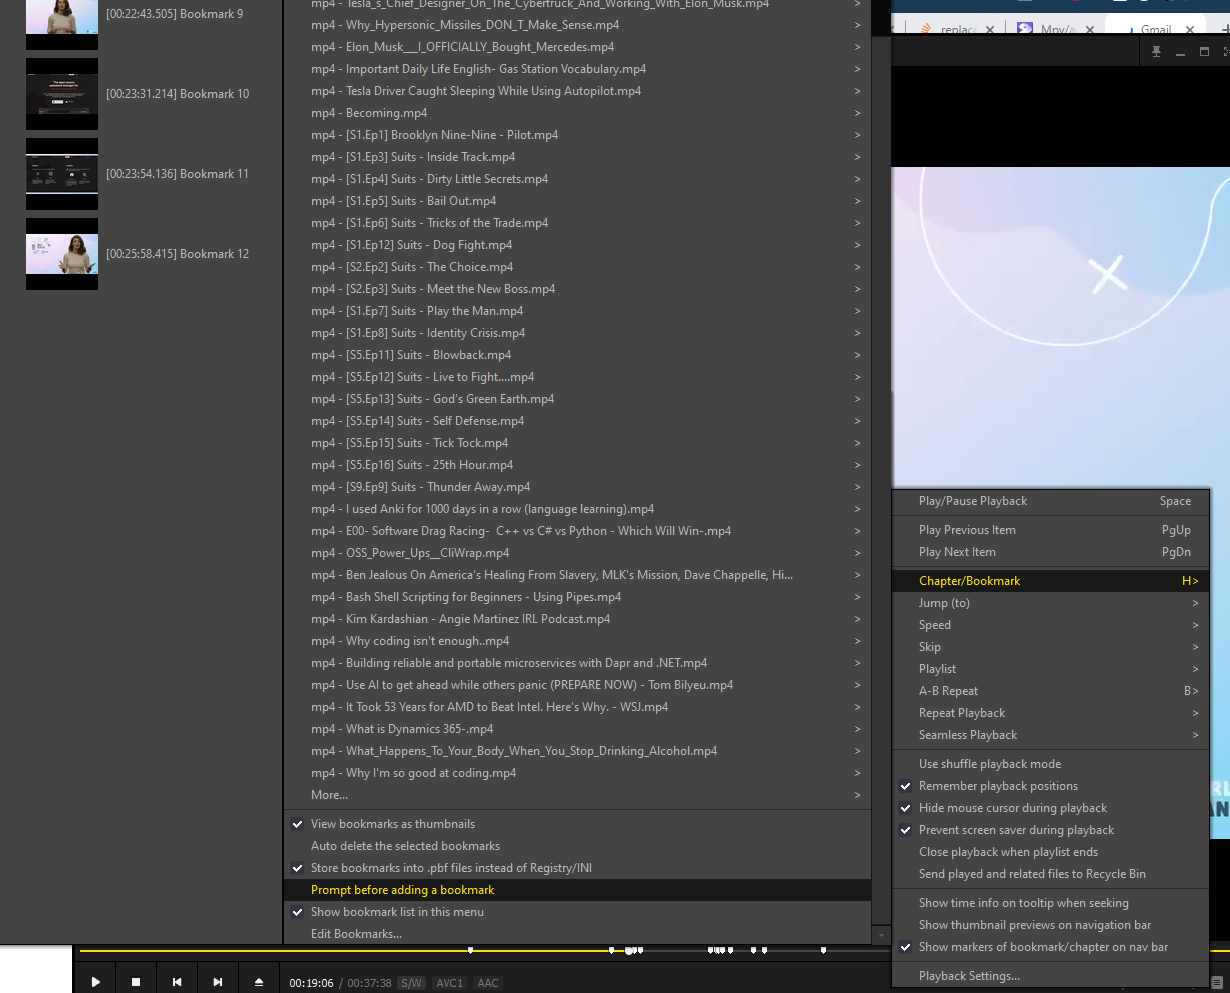 [00:22:43.505] Bookmark 9
[00:23:31.214] Bookmark 10
[00:23:54.136] Bookmark 11
[00:25:58.415] Bookmark 12
mp4 - Tesla_s_Chief_Designer_On_The_Cybertruck_And_Working_With_Elon_Musk.mp4 >
mp4 - Why_Hypersonic_Missiles_DON_T_Make_Sense.mp4 >
mp4 - Elon_Musk__I_OFFICIALLY_Bought_Mercedes.mp4 >
mp4 - Important Daily Life English- Gas Station Vocabulary.mp4 >
mp4 - Tesla Driver Caught Sleeping While Using Autopilot.mp4 >
mp4 - Becoming.mp4 >
mp4 - [S1.Ep1] Brooklyn Nine-Nine - Pilot.mp4 >
mp4 - [S1.Ep3] Suits - Inside Track.mp4 >
mp4 - [S1.Ep4] Suits - Dirty Little Secrets.mp4 >
mp4 - [S1.Ep5] Suits - Bail Out.mp4 >
mp4 - [S1.Ep6] Suits - Tricks of the Trade.mp4 >
mp4 - [S1.Ep12] Suits - Dog Fight.mp4 >
mp4 - [S2.Ep2] Suits - The Choice.mp4 >
mp4 - [S2.Ep3] Suits - Meet the New Boss.mp4 >
mp4 - [S1.Ep7] Suits - Play the Man.mp4 >
mp4 - [S1.Ep8] Suits - Identity Crisis.mp4 >
mp4 - [S5.Ep11] Suits - Blowback.mp4 >
mp4 - [S5.Ep12] Suits - Live to Fight....mp4 >
mp4 - [S5.Ep13] Suits - God's Green Earth.mp4 >
mp4 - [S5.Ep14] Suits - Self Defense.mp4 >
mp4 - [S5.Ep15] Suits - Tick Tock.mp4 >
mp4 - [S5.Ep16] Suits - 25th Hour.mp4 >
mp4 - [S9.Ep9] Suits - Thunder Away.mp4 >
mp4 - I used Anki for 1000 days in a row (language learning).mp4 >
mp4 - E00- Software Drag Racing-  C++ vs C# vs Python - Which Will Win-.mp4 >
mp4 - OSS_Power_Ups__CliWrap.mp4 >
mp4 - Ben Jealous On America's Healing From Slavery, MLK's Mission, Dave Chappelle, Hi... >
mp4 - Bash Shell Scripting for Beginners - Using Pipes.mp4 >
mp4 - Kim Kardashian - Angie Martinez IRL Podcast.mp4 >
mp4 - Why coding isn't enough..mp4 >
mp4 - Building reliable and portable microservices with Dapr and .NET.mp4 >
mp4 - Use AI to get ahead while others panic (PREPARE NOW) - Tom Bilyeu.mp4 >
mp4 - It Took 53 Years for AMD to Beat Intel. Here's Why. - WSJ.mp4 >
mp4 - What is Dynamics 365-.mp4 >
mp4 - What_Happens_To_Your_Body_When_You_Stop_Drinking_Alcohol.mp4 >
mp4 - Why I'm so good at coding.mp4 >
More... >
View bookmarks as thumbnails
Auto delete the selected bookmarks
Store bookmarks into .pbf files instead of Registry/INI
Prompt before adding a bookmark
Show bookmark list in this menu
Edit Bookmarks...
replac
Mpv/a
Gmail
Play/Pause Playback Space
Play Previous Item PgUp
Play Next Item PgDn
Chapter/Bookmark H>
Jump (to) >
Speed >
Skip >
Playlist >
A-B Repeat B>
Repeat Playback >
Seamless Playback >
Use shuffle playback mode
Remember playback positions
Hide mouse cursor during playback
Prevent screen saver during playback
Close playback when playlist ends
Send played and related files to Recycle Bin
Show time info on tooltip when seeking
Show thumbnail previews on navigation bar
Show markers of bookmark/chapter on nav bar
Playback Settings...
00:19:06 / 00:37:38 S/W AVC1 AAC